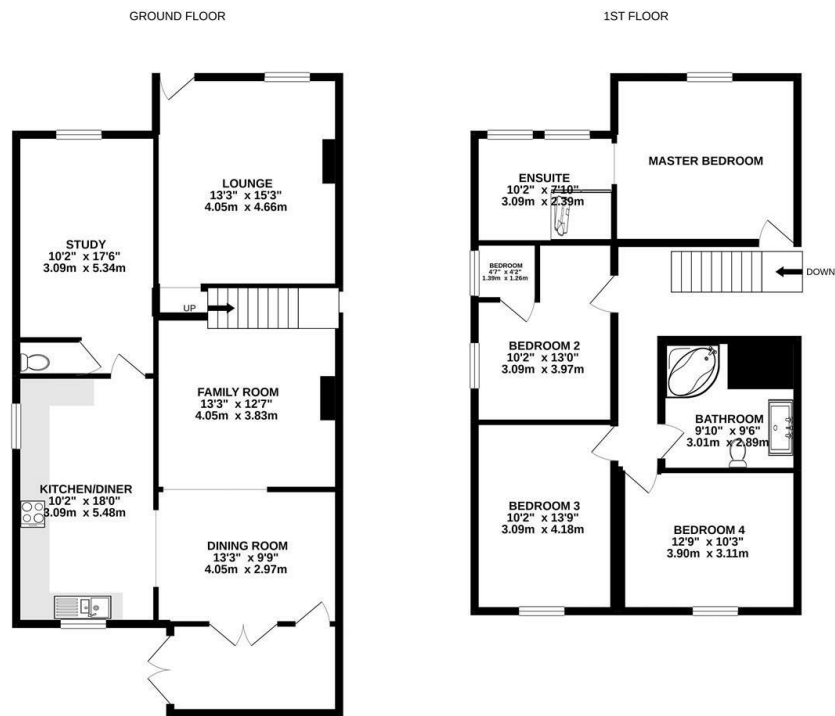 GROUND FLOOR
1ST FLOOR
LOUNGE
13'3" x 15'3"
4.05m x 4.66m
STUDY
10'2" x 17'6"
3.09m x 5.34m
UP
FAMILY ROOM
13'3" x 12'7"
4.05m x 3.83m
KITCHEN/DINER
10'2" x 18'0"
3.09m x 5.48m
DINING ROOM
13'3" x 9'9"
4.05m x 2.97m
MASTER BEDROOM
ENSUITE
10'2" x 7'10"
3.09m x 2.39m
BEDROOM
4'7" x 4'2"
1.39m x 1.26m
DOWN
BEDROOM 2
10'2" x 13'0"
3.09m x 3.97m
BATHROOM
9'10" x 9'6"
3.01m x 2.89m
BEDROOM 3
10'2" x 13'9"
3.09m x 4.18m
BEDROOM 4
12'9" x 10'3"
3.90m x 3.11m